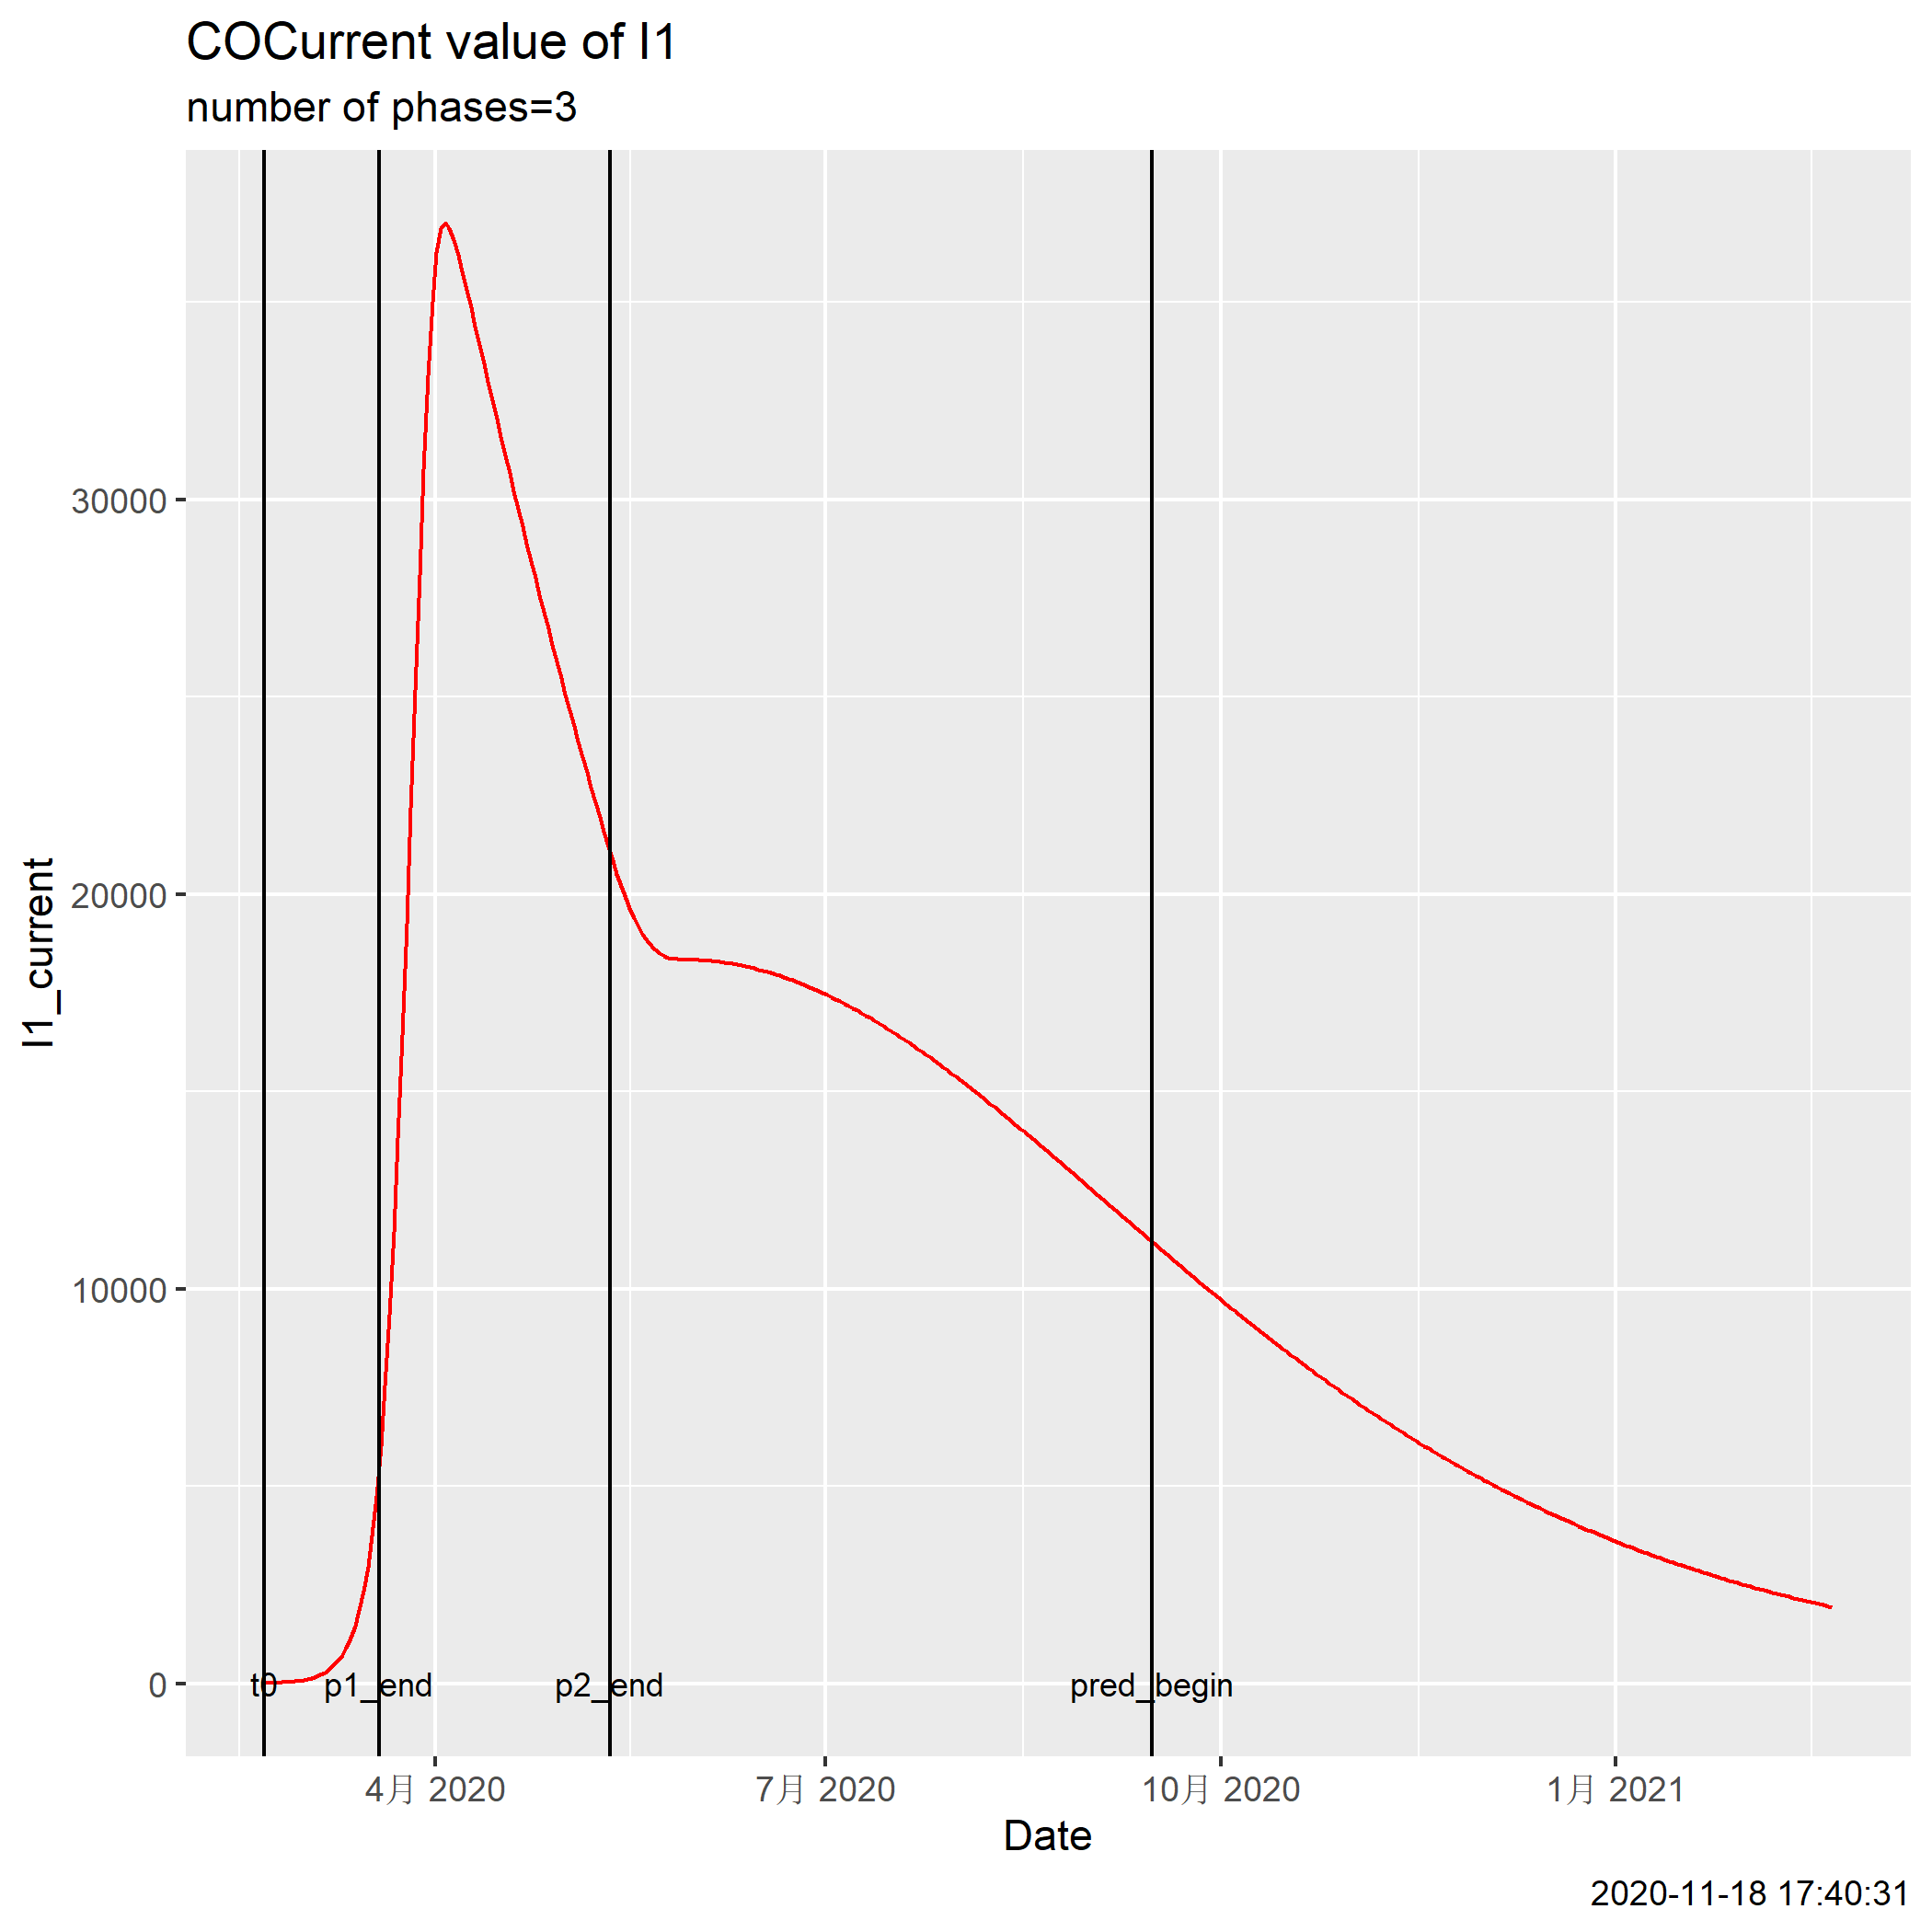 COCurrent value of I1
number of phases=3
I1_current
30000
20000
10000
0
t0 p1_end p2_end pred_begin
4月 2020 7月 2020 10月 2020 1月 2021
Date
2020-11-18 17:40:31